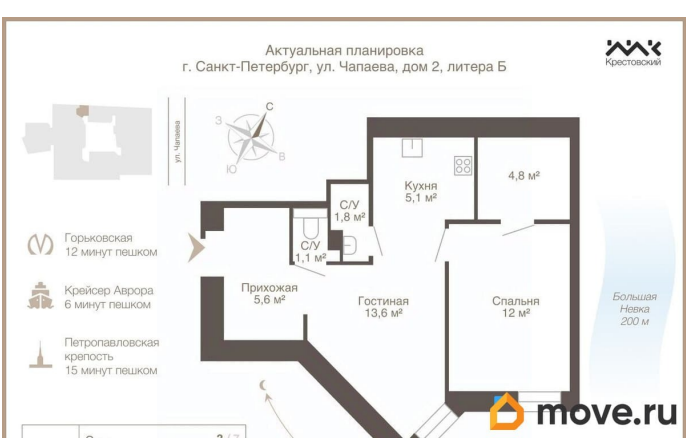 Актуальная планировка
г. Санкт-Петербург, ул. Чапаева, дом 2, литера Б
Крестовский
ул. Чапаева
С
З
В
Ю
Кухня
5,1 м²
4,8 м²
С/У
1,8 м²
С/У
1,1 м²
Горьковская
12 минут пешком
Крейсер Аврора
6 минут пешком
Петропавловская
крепость
15 минут пешком
Прихожая
5,6 м²
Гостиная
13,6 м²
Спальня
12 м²
Большая
Невка
200 м
move.ru